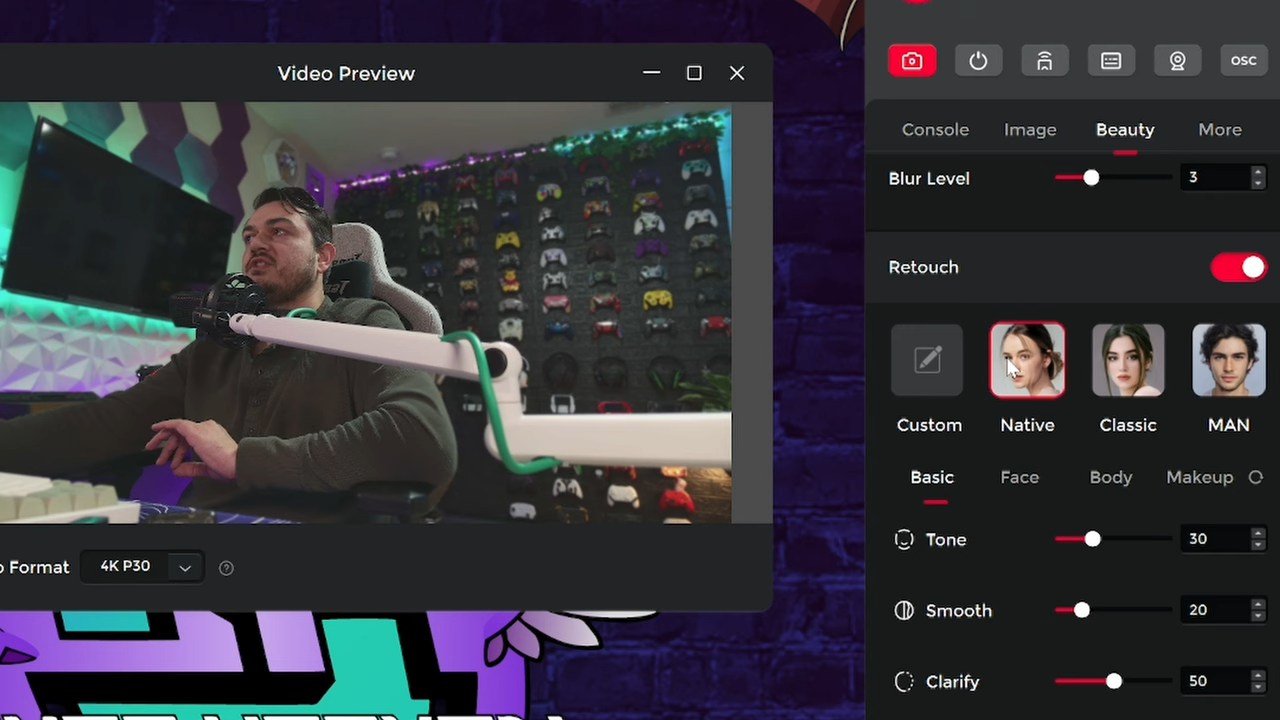 Video Preview
OSC
Console
Image
Beauty
More
Blur Level
3
Retouch
Custom
Native
Classic
MAN
Basic
Face
Body
Makeup
Tone
30
Smooth
20
Clarify
50
Format
4K P30